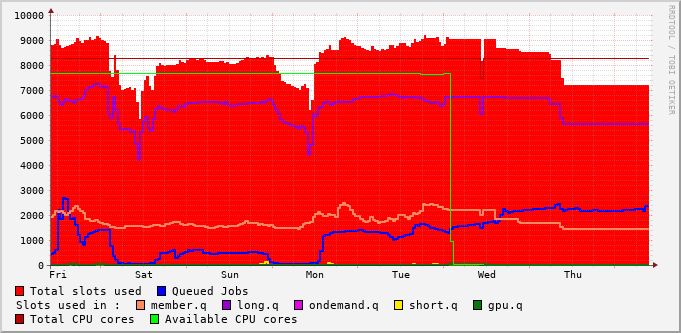 10000
9000
8000
7000
6000
5000
4000
3000
2000
1000
0
Fri Sat Sun Mon Tue Wed Thu
RRDTOOL / TOBI OETIKER
Total slots used Queued Jobs
Slots used in : member.q long.q ondemand.q short.q gpu.q
Total CPU cores Available CPU cores